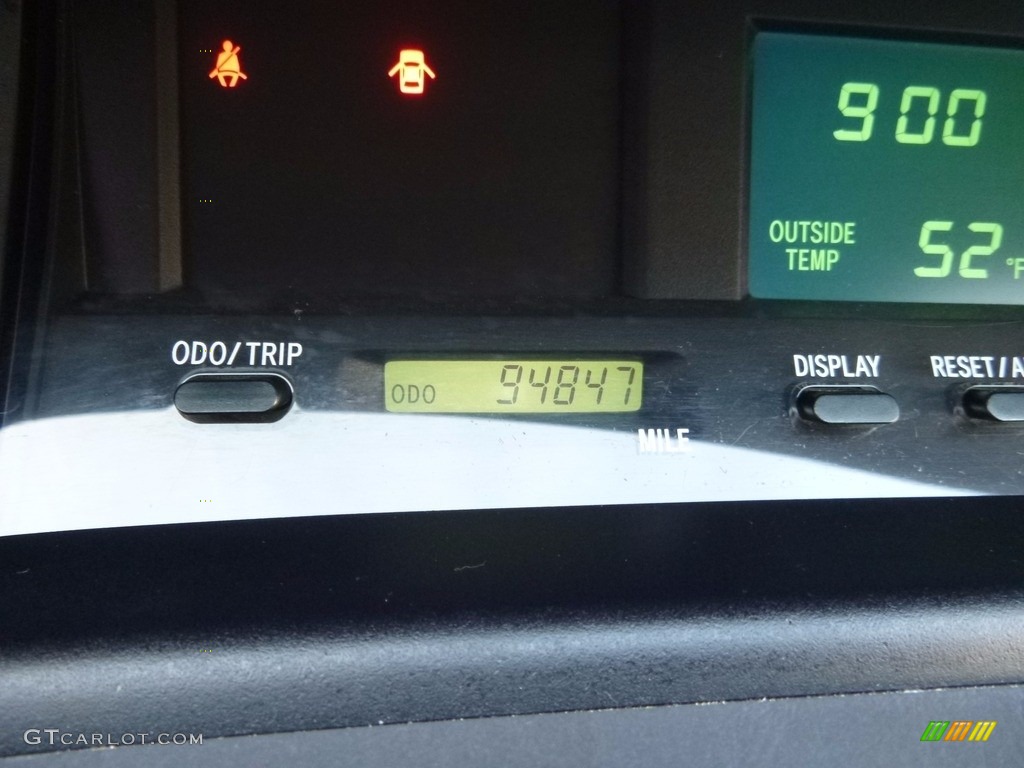 900
OUTSIDE
TEMP
52 °F
ODO/TRIP
ODO 94847
MILE
DISPLAY
RESET/A
GTCARLOT.COM